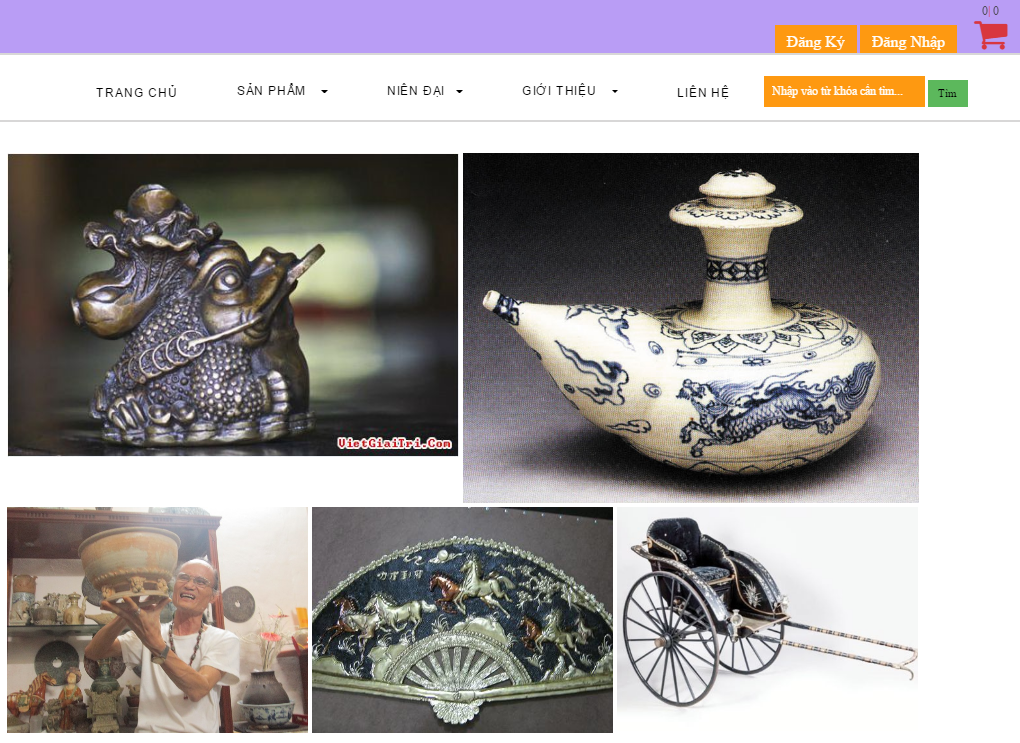 0| 0
Đăng Ký Đăng Nhập
TRANG CHỦ SẢN PHẨM NIÊN ĐẠI GIỚI THIỆU LIÊN HỆ Nhập vào từ khóa cần tìm... Tìm
VietGiaiTri.Com